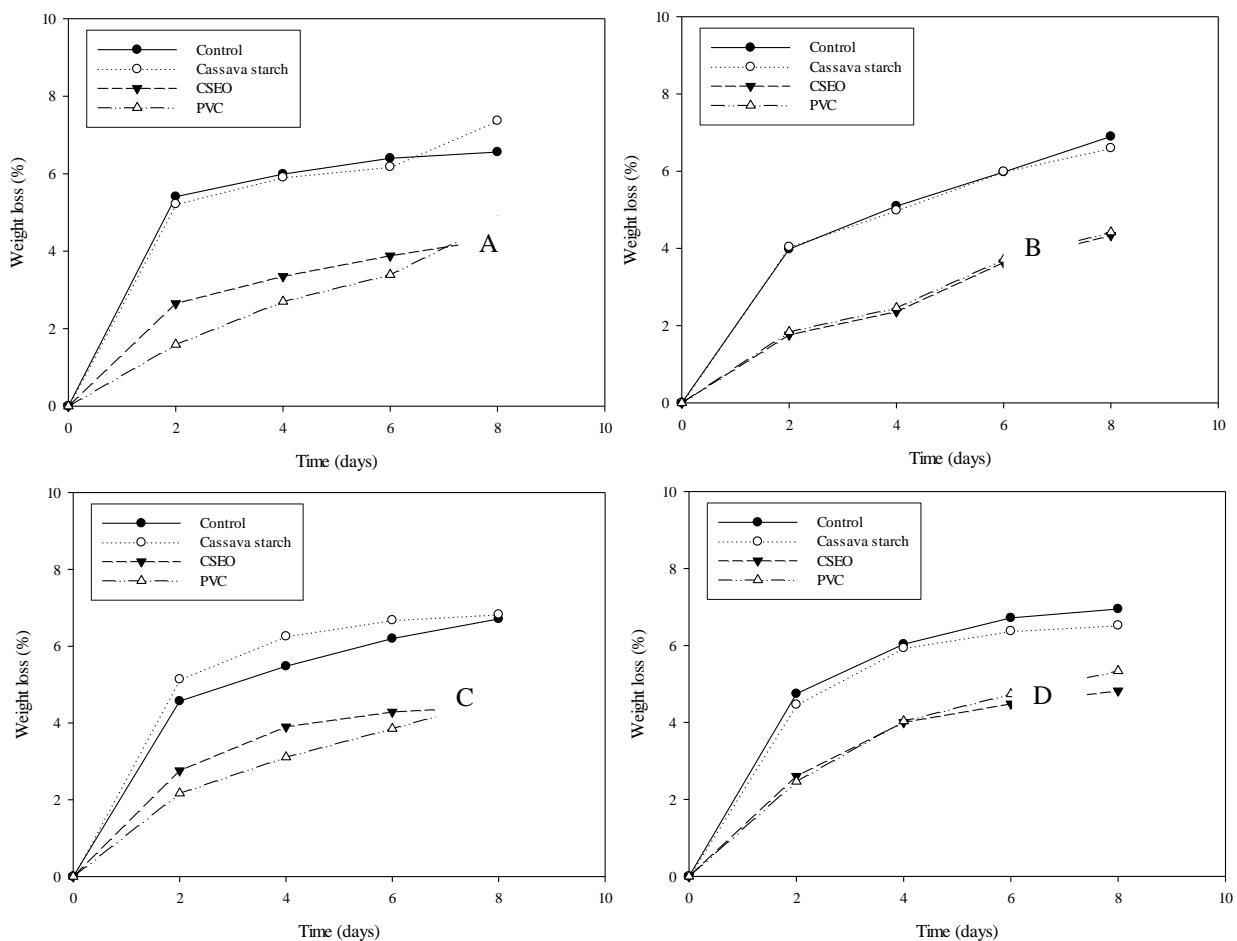 10
8
6
4
2
0
Weight loss (%)
Control
Cassava starch
CSEO
PVC
A
0 2 4 6 8 10
Time (days)
10
8
6
4
2
0
Weight loss (%)
Control
Cassava starch
CSEO
PVC
B
0 2 4 6 8 10
Time (days)
10
8
6
4
2
0
Weight loss (%)
Control
Cassava starch
CSEO
PVC
C
0 2 4 6 8 10
Time (days)
10
8
6
4
2
0
Weight loss (%)
Control
Cassava starch
CSEO
PVC
D
0 2 4 6 8 10
Time (days)